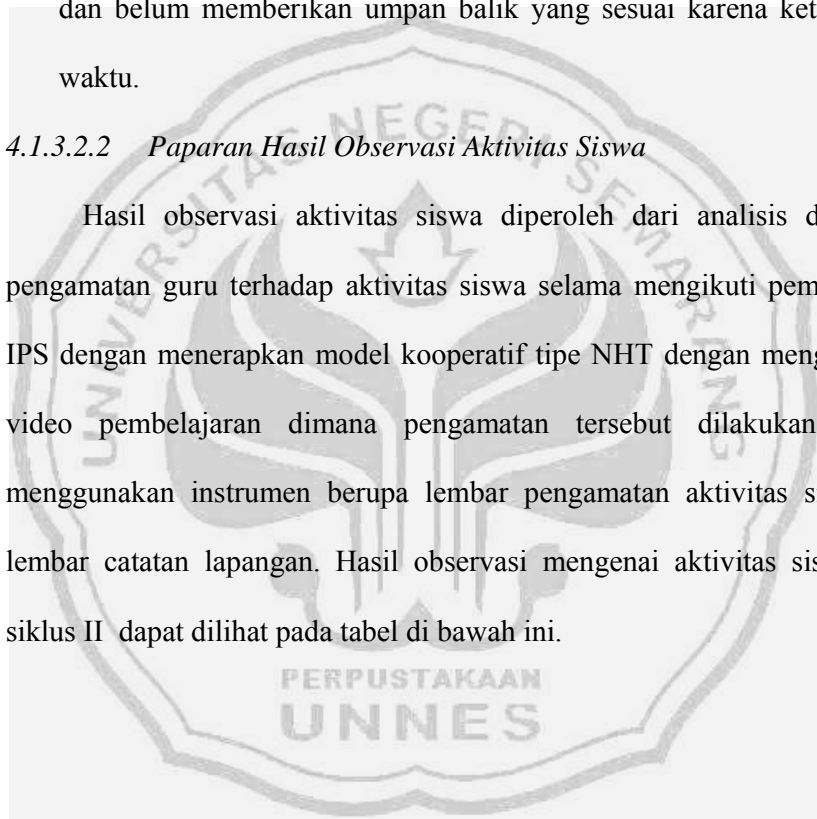 dan belum memberikan umpan balik yang sesuai karena ket
waktu.
4.1.3.2.2 Paparan Hasil Observasi Aktivitas Siswa
Hasil observasi aktivitas siswa diperoleh dari analisis d
pengamatan guru terhadap aktivitas siswa selama mengikuti pem
IPS dengan menerapkan model kooperatif tipe NHT dengan meng
video pembelajaran dimana pengamatan tersebut dilakukan
menggunakan instrumen berupa lembar pengamatan aktivitas s
lembar catatan lapangan. Hasil observasi mengenai aktivitas sis
siklus II dapat dilihat pada tabel di bawah ini.
UNIVERSITAS NEGERI SEMARANG
PERPUSTAKAAN
UNNES